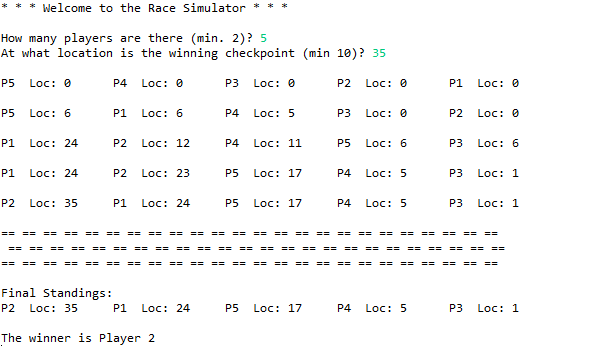 * * * Welcome to the Race Simulator * * *
How many players are there (min. 2)? 5
At what location is the winning checkpoint (min 10)? 35
P5  Loc: 0      P4  Loc: 0      P3  Loc: 0      P2  Loc: 0      P1  Loc: 0
P5  Loc: 6      P1  Loc: 6      P4  Loc: 5      P3  Loc: 0      P2  Loc: 0
P1  Loc: 24     P2  Loc: 12     P4  Loc: 11     P5  Loc: 6      P3  Loc: 6
P1  Loc: 24     P2  Loc: 23     P5  Loc: 17     P4  Loc: 5      P3  Loc: 1
P2  Loc: 35     P1  Loc: 24     P5  Loc: 17     P4  Loc: 5      P3  Loc: 1
== == == == == == == == == == == == == == == == == == == == == == == ==
 == == == == == == == == == == == == == == == == == == == == == == == ==
== == == == == == == == == == == == == == == == == == == == == == == ==
Final Standings:
P2  Loc: 35     P1  Loc: 24     P5  Loc: 17     P4  Loc: 5      P3  Loc: 1
The winner is Player 2